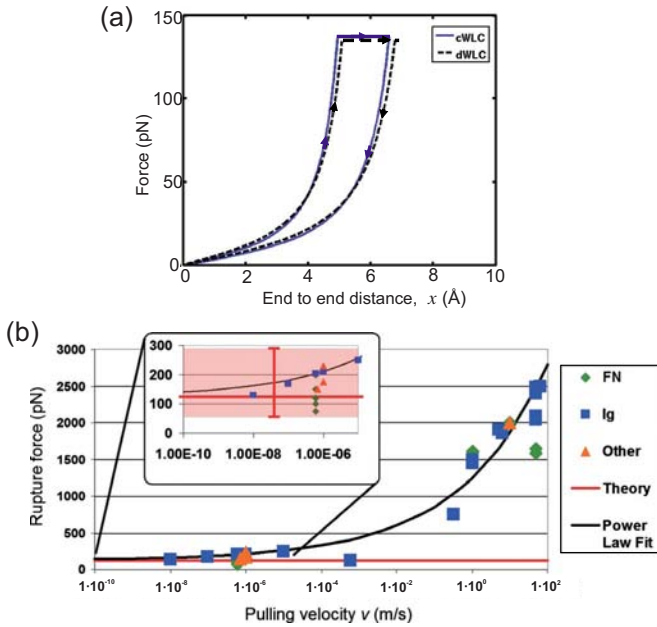 (a)
150
100
50
0
Force (pN)
cWLC
dWLC
0 2 4 6 8 10
End to end distance, x (Å)
(b)
3000
2500
2000
1500
1000
500
0
Rupture force (pN)
300
200
100
0
1.00E-10 1.00E-08 1.00E-06
FN
Ig
Other
Theory
Power
Law Fit
1·10⁻¹⁰ 1·10⁻⁸ 1·10⁻⁶ 1·10⁻⁴ 1·10⁻² 1·10⁰ 1·10²
Pulling velocity v (m/s)